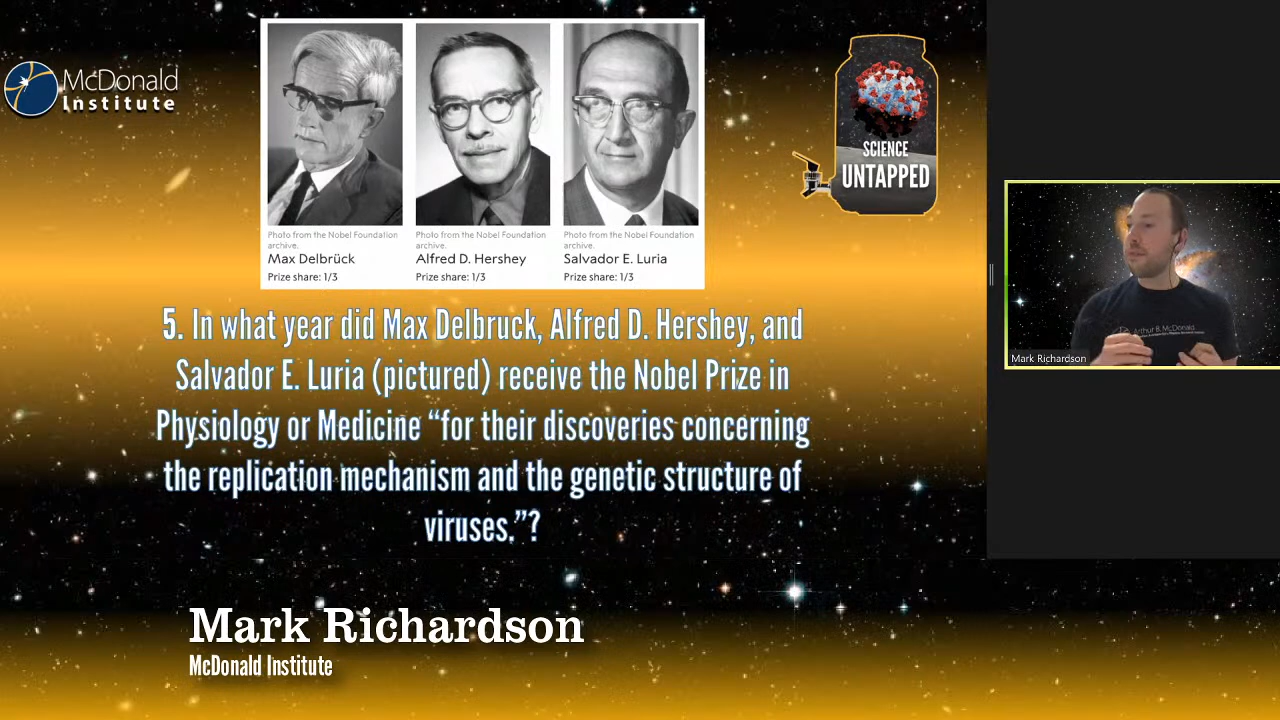 McDonald
Institute
Photo from the Nobel Foundation
archive.
Max Delbrück
Prize share: 1/3
Photo from the Nobel Foundation
archive.
Alfred D. Hershey
Prize share: 1/3
Photo from the Nobel Foundation
archive.
Salvador E. Luria
Prize share: 1/3
SCIENCE
UNTAPPED
5. In what year did Max Delbruck, Alfred D. Hershey, and
Salvador E. Luria (pictured) receive the Nobel Prize in
Physiology or Medicine “for their discoveries concerning
the replication mechanism and the genetic structure of
viruses.”?
Arthur B. McDonald
Mark Richardson
Mark Richardson
McDonald Institute